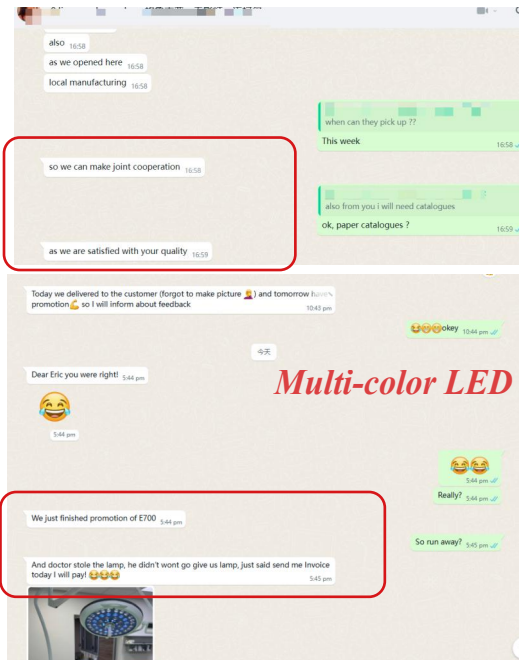 also 16:58
as we opened here 16:58
local manufacturing 16:58
when can they pick up ??
This week 16:58
so we can make joint cooperation 16:58
also from you i will need catalogues
ok, paper catalogues ? 16:59
as we are satisfied with your quality 16:59
Today we delivered to the customer (forgot to make picture 🤦‍♀️) and tomorrow have
promotion💪 so I will inform about feedback 10:43 pm
okey 10:44 pm
今天
Dear Eric you were right! 5:44 pm
Multi-color LED
😂
5:44 pm
😂😂
5:44 pm
Really? 5:44 pm
We just finished promotion of E700 5:44 pm
So run away? 5:45 pm
And doctor stole the lamp, he didn't wont go give us lamp, just said send me Invoice
today I will pay! 😂😂😂 5:45 pm